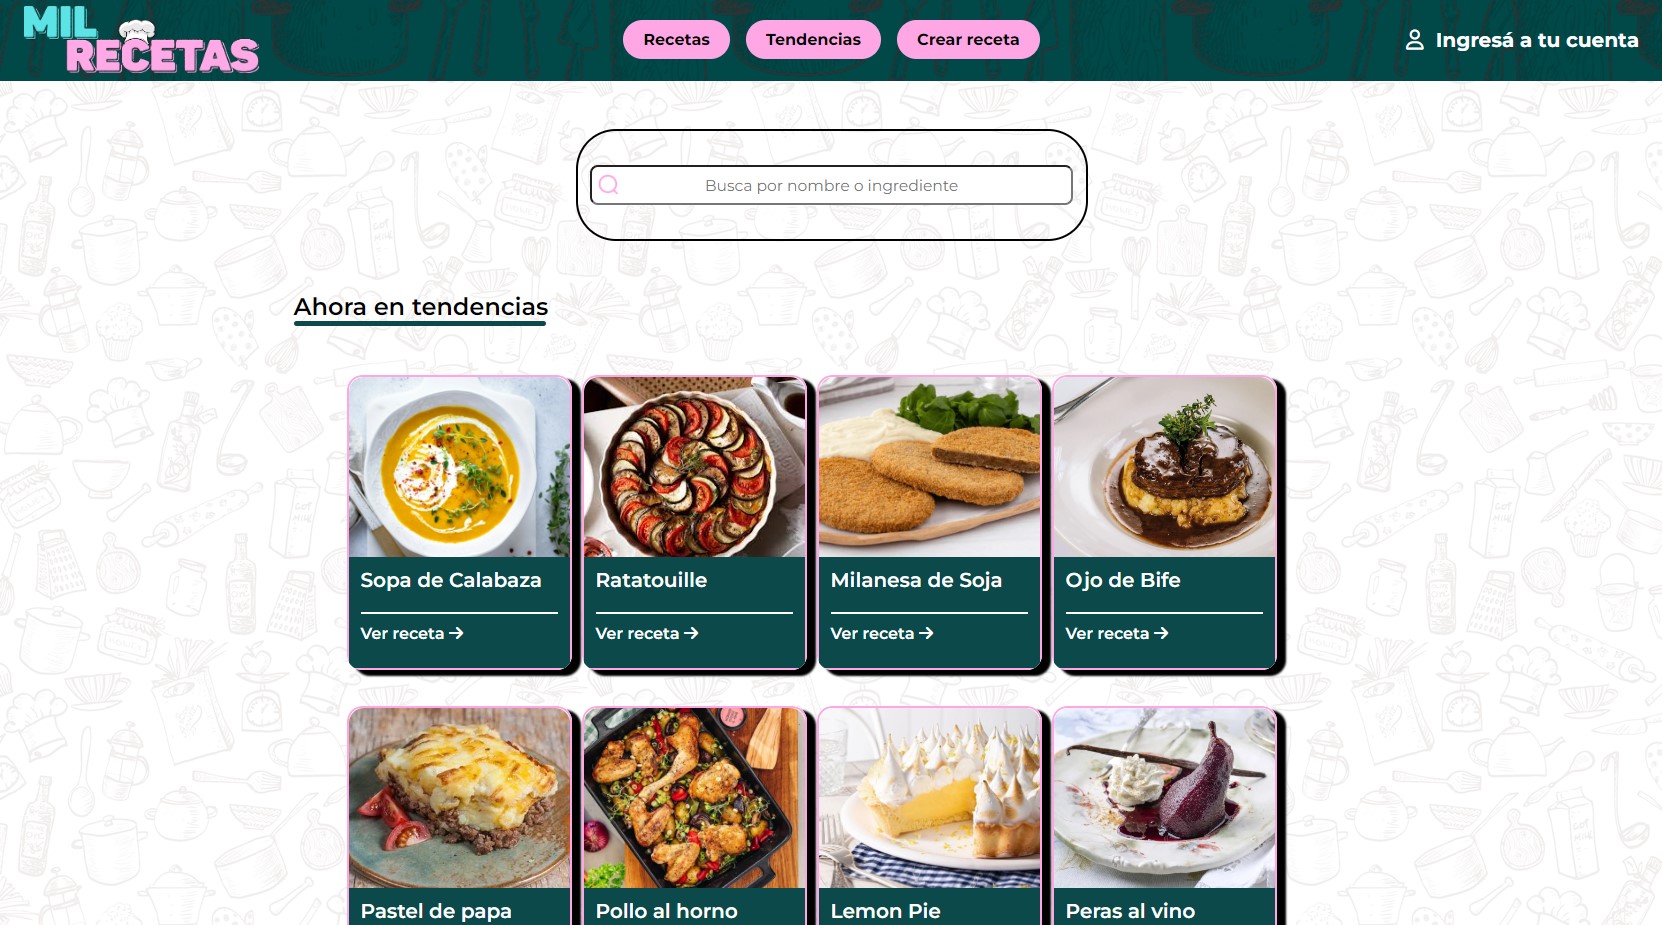 MIL
RECETAS
Recetas
Tendencias
Crear receta
Ingresá a tu cuenta
Busca por nombre o ingrediente
Ahora en tendencias
Sopa de Calabaza
Ver receta →
Ratatouille
Ver receta →
Milanesa de Soja
Ver receta →
Ojo de Bife
Ver receta →
Pastel de papa
Pollo al horno
Lemon Pie
Peras al vino